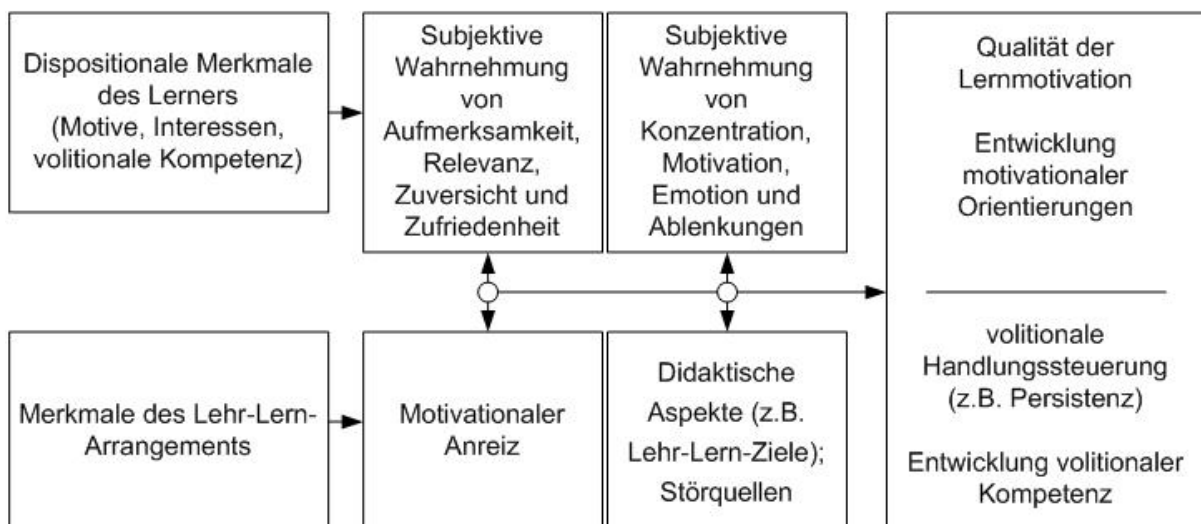 Dispositionale Merkmale
des Lerners
(Motive, Interessen,
volitionale Kompetenz)
Subjektive
Wahrnehmung
von
Aufmerksamkeit,
Relevanz,
Zuversicht und
Zufriedenheit
Subjektive
Wahrnehmung
von
Konzentration,
Motivation,
Emotion und
Ablenkungen
Qualität der
Lernmotivation
Entwicklung
motivationaler
Orientierungen
Merkmale des Lehr-Lern-
Arrangements
Motivationaler
Anreiz
Didaktische
Aspekte (z.B.
Lehr-Lern-Ziele);
Störquellen
volitionale
Handlungssteuerung
(z.B. Persistenz)
Entwicklung volitionaler
Kompetenz